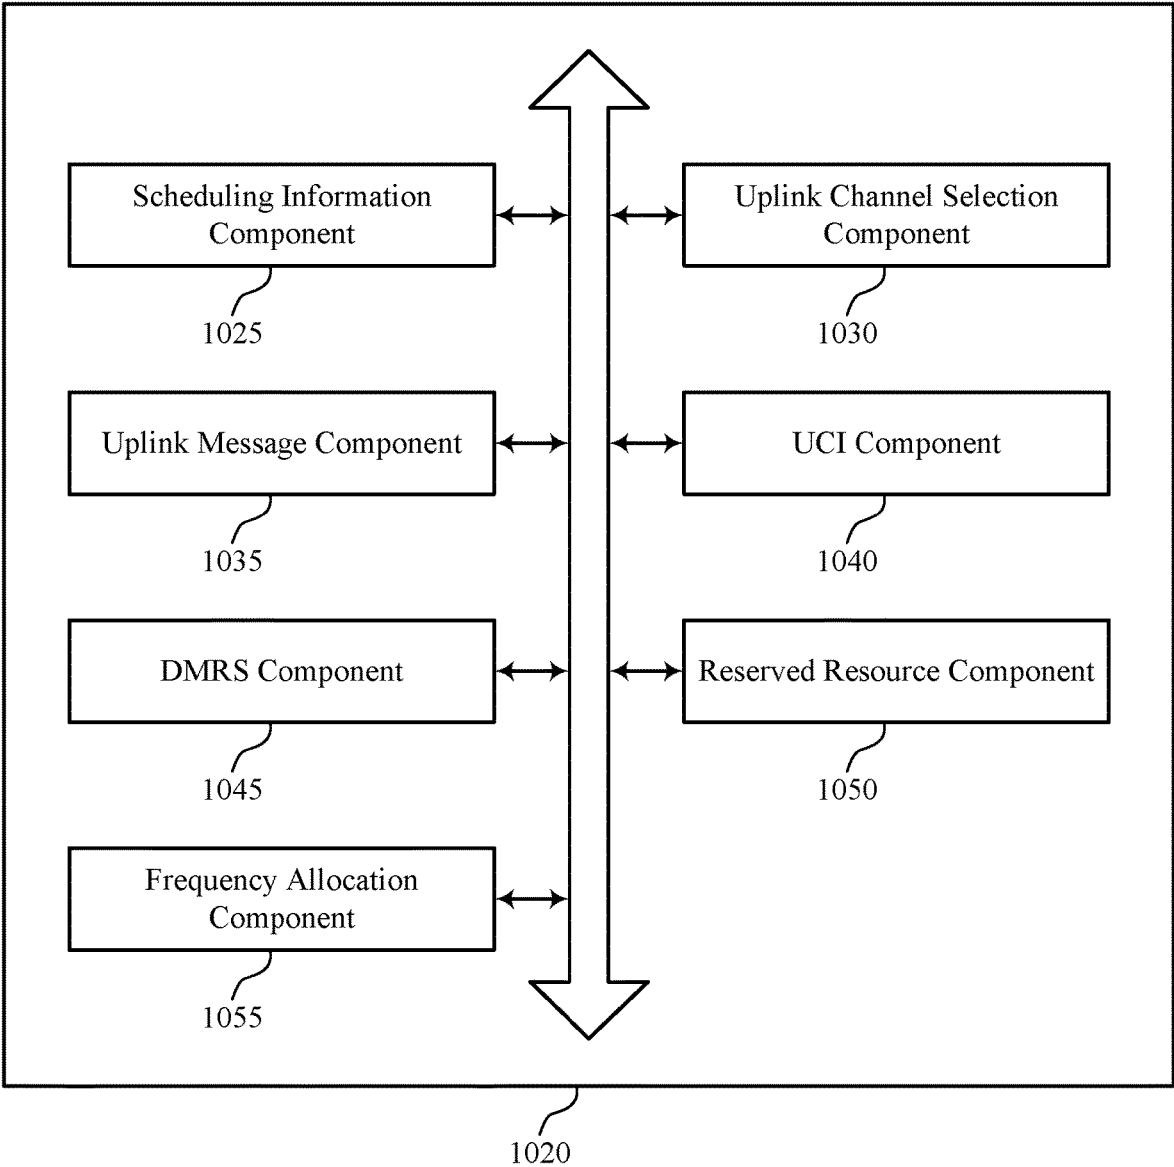 Scheduling Information
Component
1025
Uplink Channel Selection
Component
1030
Uplink Message Component
1035
UCI Component
1040
DMRS Component
1045
Reserved Resource Component
1050
Frequency Allocation
Component
1055
1020